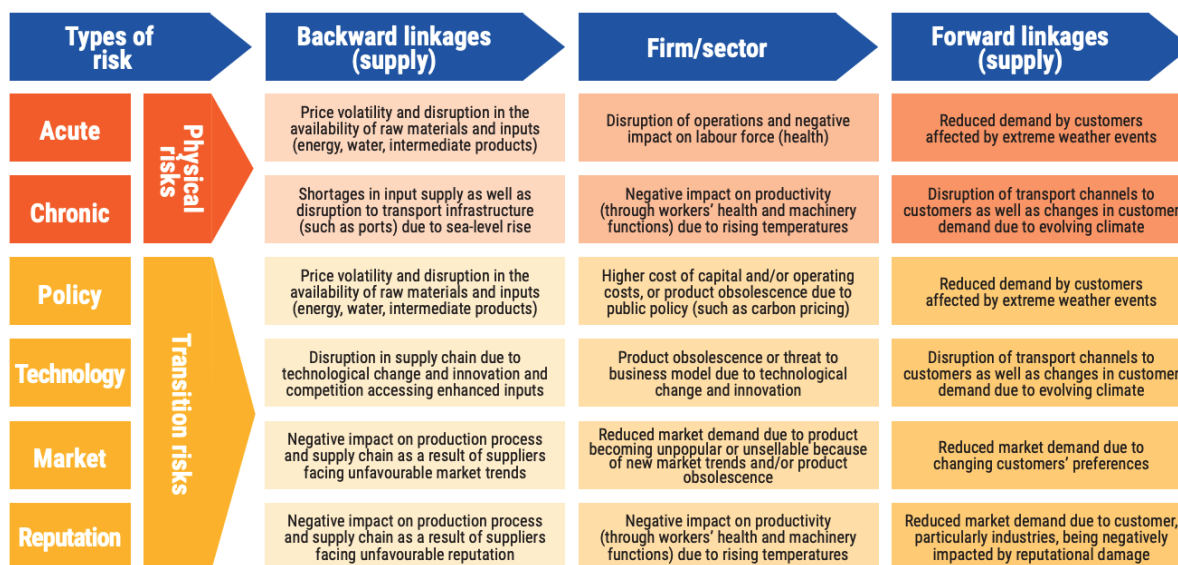 Types of
risk
Backward linkages
(supply)
Firm/sector
Forward linkages
(supply)
Physical
risks
Acute
Price volatility and disruption in the
availability of raw materials and inputs
(energy, water, intermediate products)
Disruption of operations and negative
impact on labour force (health)
Reduced demand by customers
affected by extreme weather events
Chronic
Shortages in input supply as well as
disruption to transport infrastructure
(such as ports) due to sea-level rise
Negative impact on productivity
(through workers' health and machinery
functions) due to rising temperatures
Disruption of transport channels to
customers as well as changes in customer
demand due to evolving climate
Transition risks
Policy
Price volatility and disruption in the
availability of raw materials and inputs
(energy, water, intermediate products)
Higher cost of capital and/or operating
costs, or product obsolescence due to
public policy (such as carbon pricing)
Reduced demand by customers
affected by extreme weather events
Technology
Disruption in supply chain due to
technological change and innovation and
competition accessing enhanced inputs
Product obsolescence or threat to
business model due to technological
change and innovation
Disruption of transport channels to
customers as well as changes in customer
demand due to evolving climate
Market
Negative impact on production process
and supply chain as a result of suppliers
facing unfavourable market trends
Reduced market demand due to product
becoming unpopular or unsellable because
of new market trends and/or product
obsolescence
Reduced market demand due to
changing customers' preferences
Reputation
Negative impact on production process
and supply chain as a result of suppliers
facing unfavourable reputation
Negative impact on productivity
(through workers' health and machinery
functions) due to rising temperatures
Reduced market demand due to customer,
particularly industries, being negatively
impacted by reputational damage